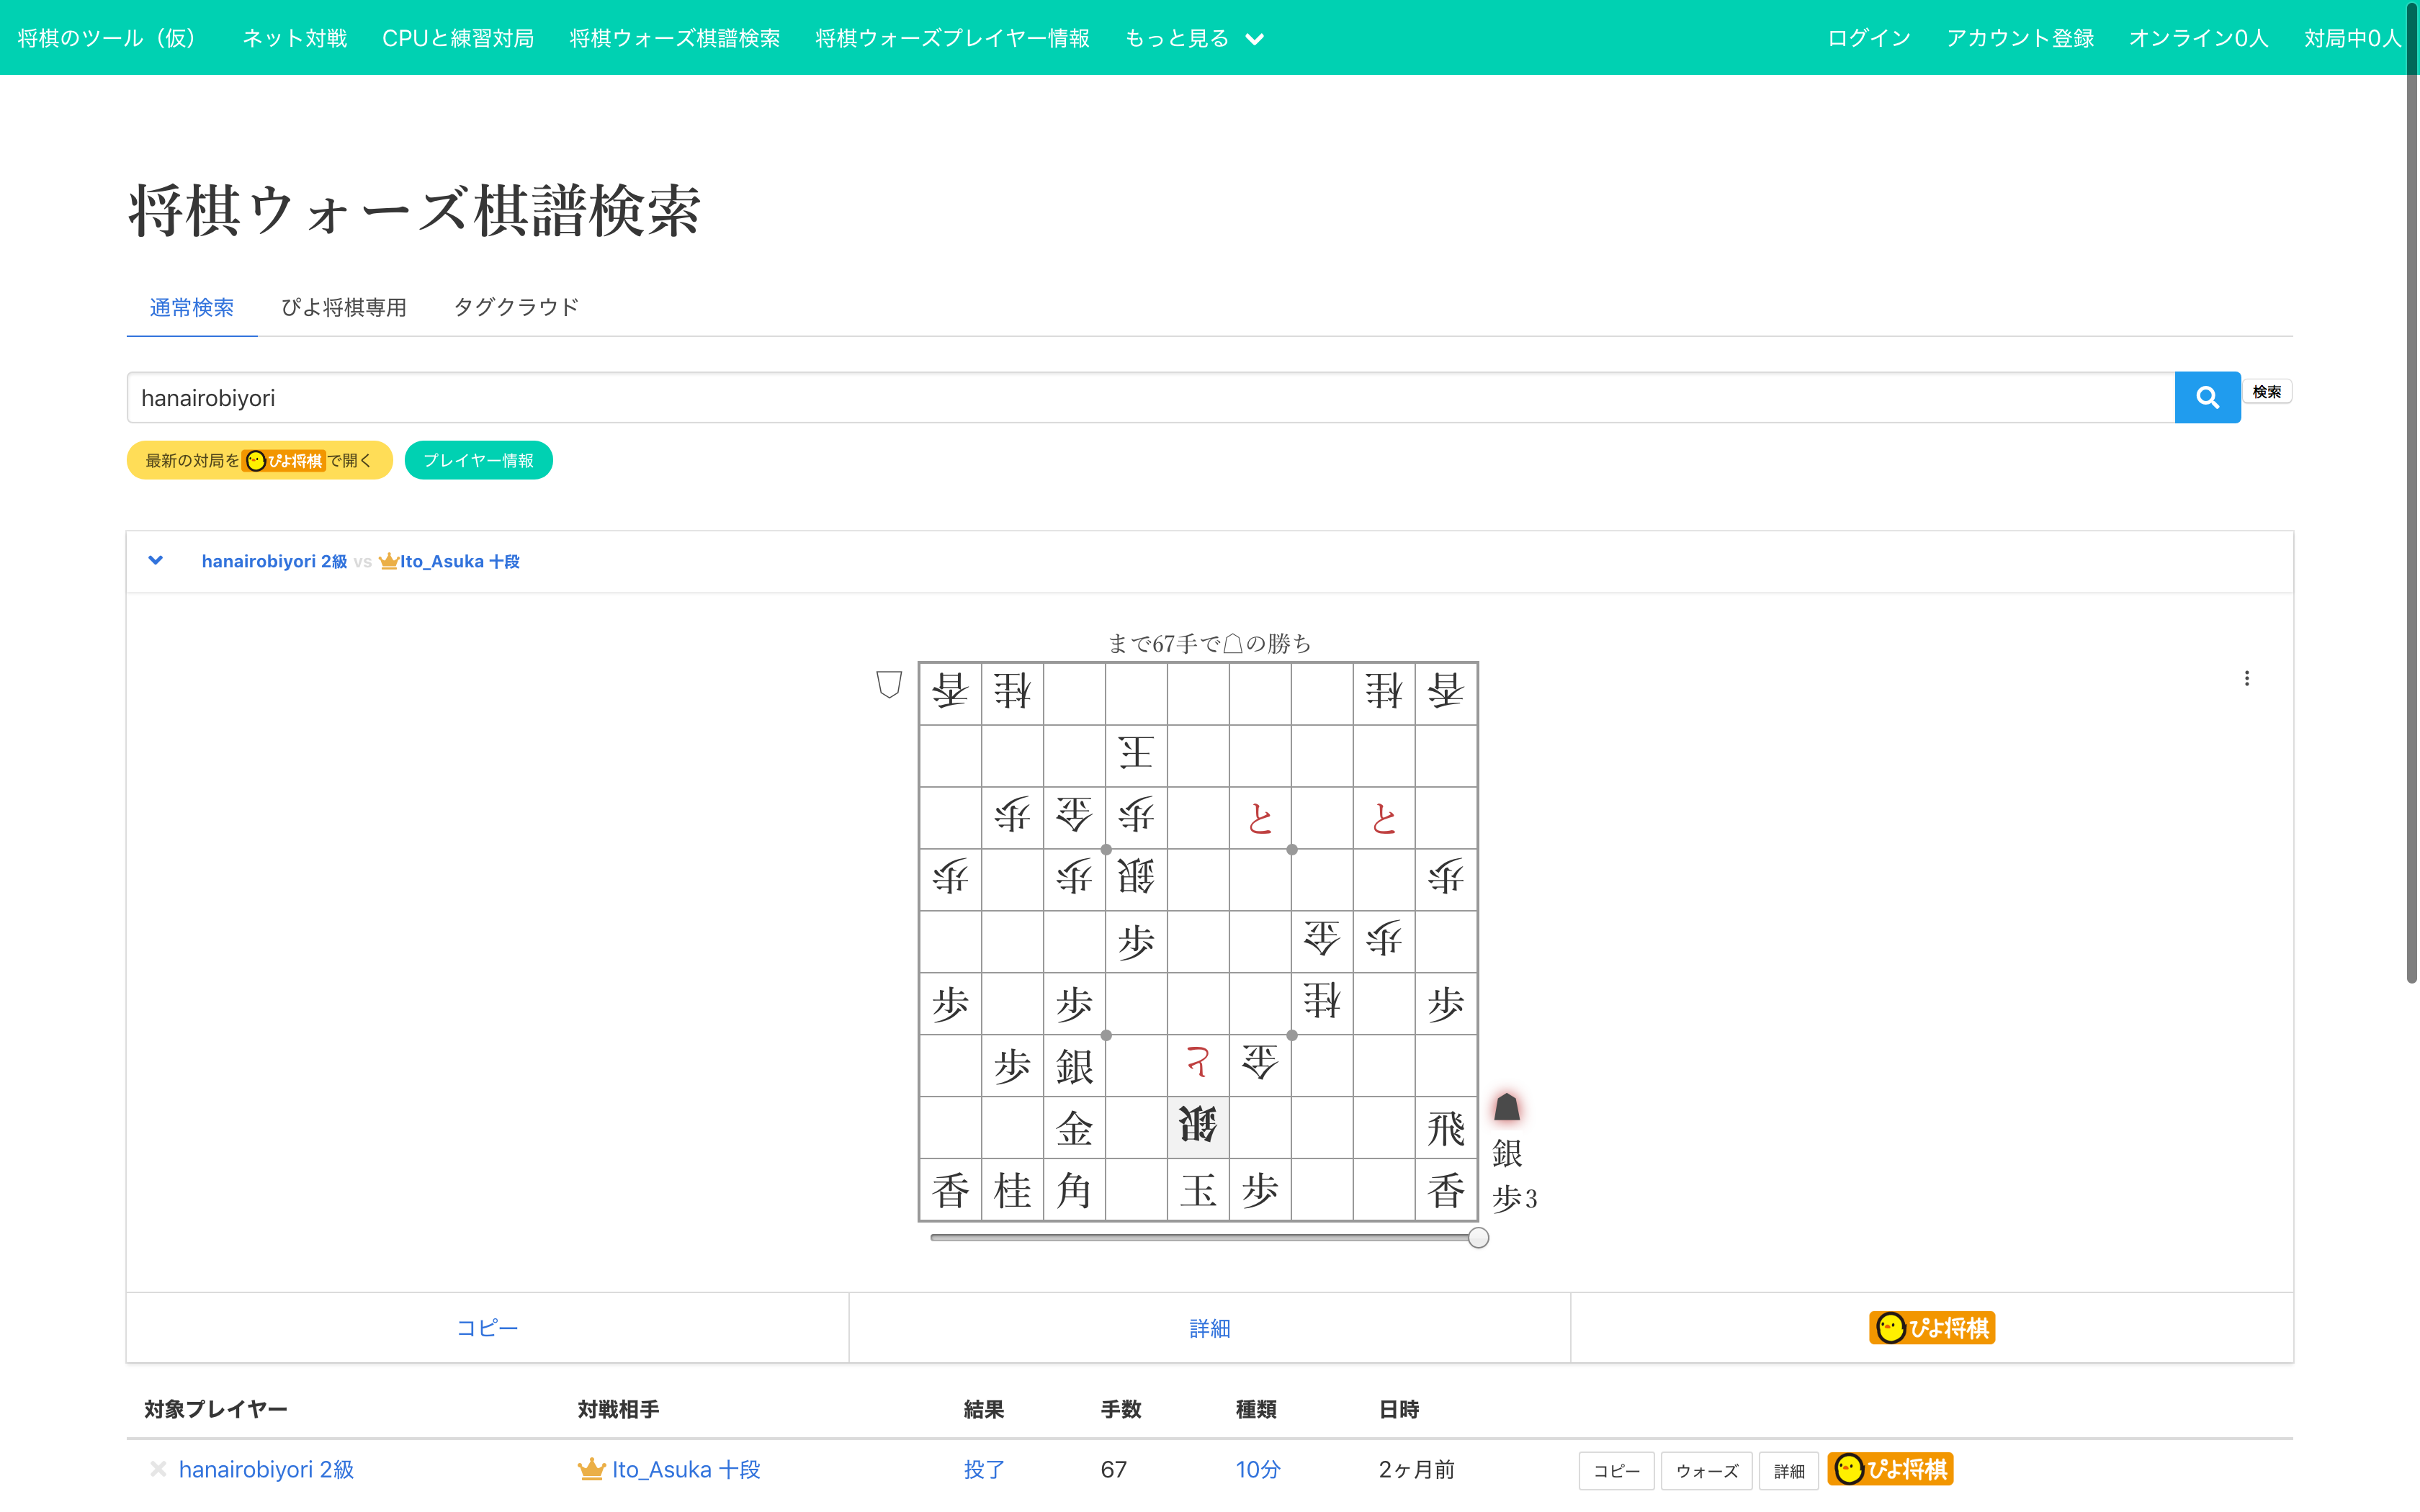 将棋のツール（仮） ネット対戦 CPUと練習対局 将棋ウォーズ棋譜検索 将棋ウォーズプレイヤー情報 もっと見る ログイン アカウント登録 オンライン0人 対局中0人
将棋ウォーズ棋譜検索
通常検索 ぴよ将棋専用 タグクラウド
hanairobiyori 検索
最新の対局をぴよ将棋で開く プレイヤー情報
hanairobiyori 2級 vs Ito_Asuka 十段
まで67手で☖の勝ち
香 桂 桂 香
王
歩 金 歩 と と
歩 歩 銀 歩
歩 金 歩
歩 歩 桂 歩
歩 銀 と 金
金 銀 飛
銀
香 桂 角 玉 歩 香
歩3
コピー 詳細 ぴよ将棋
対象プレイヤー 対戦相手 結果 手数 種類 日時
hanairobiyori 2級 Ito_Asuka 十段 投了 67 10分 2ヶ月前 コピー ウォーズ 詳細 ぴよ将棋